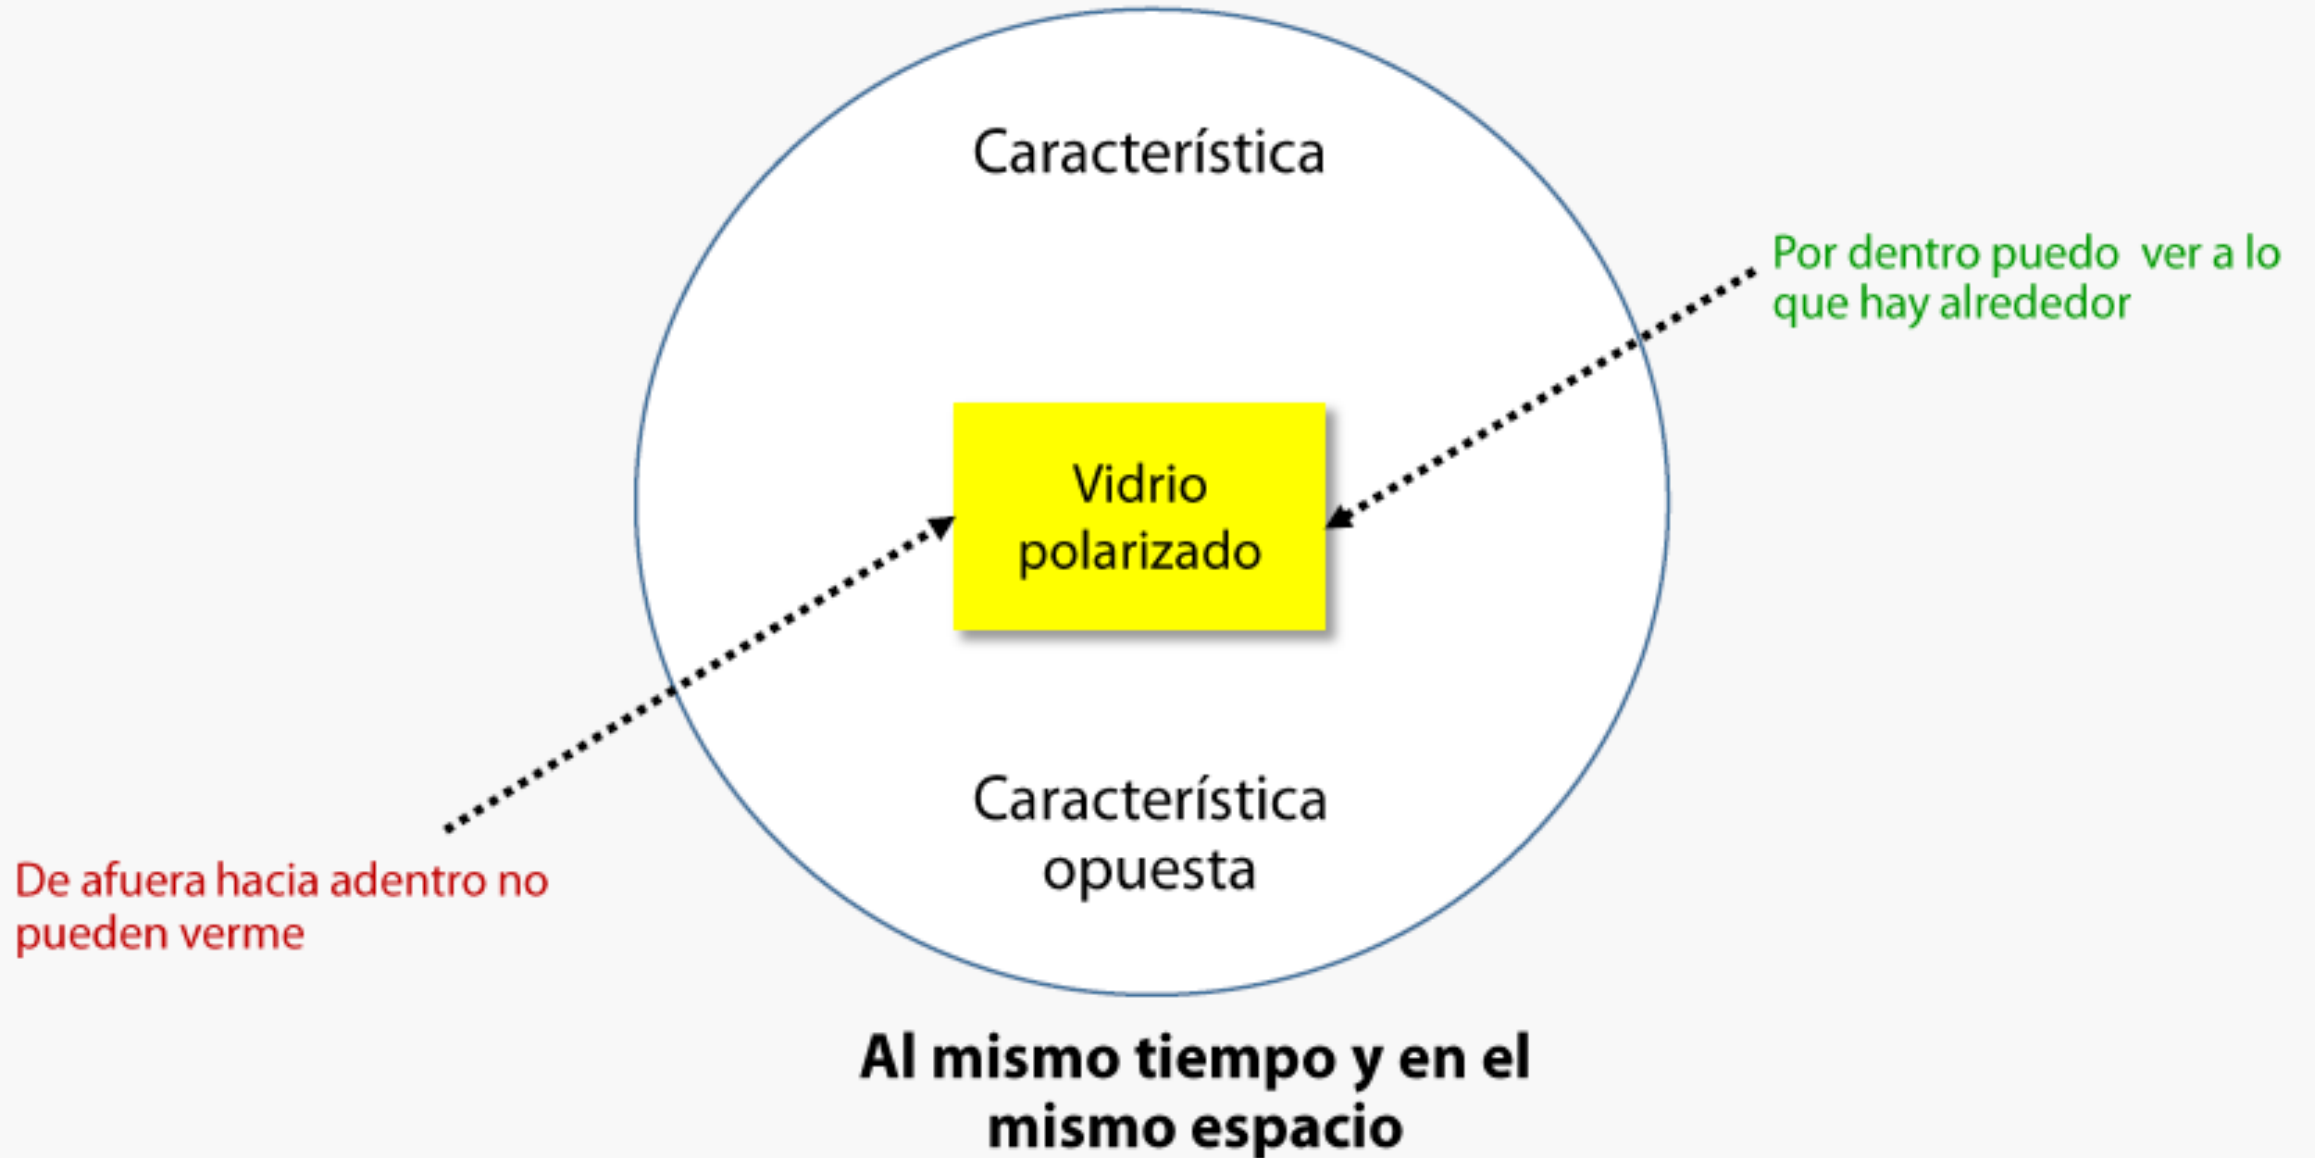 Característica
Por dentro puedo  ver a lo
que hay alrededor
Vidrio
polarizado
Característica
opuesta
De afuera hacia adentro no
pueden verme
Al mismo tiempo y en el
mismo espacio